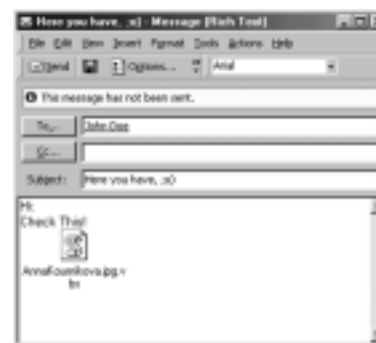 Here you have, ;o) - Message (Rich Text)
File Edit View Insert Format Tools Actions Help
Send Options... Arial
This message has not been sent.
To... John Doe
Cc...
Subject: Here you have, ;o)
Hi:
Check This!
AnnaKournikova.jpg.v
bs